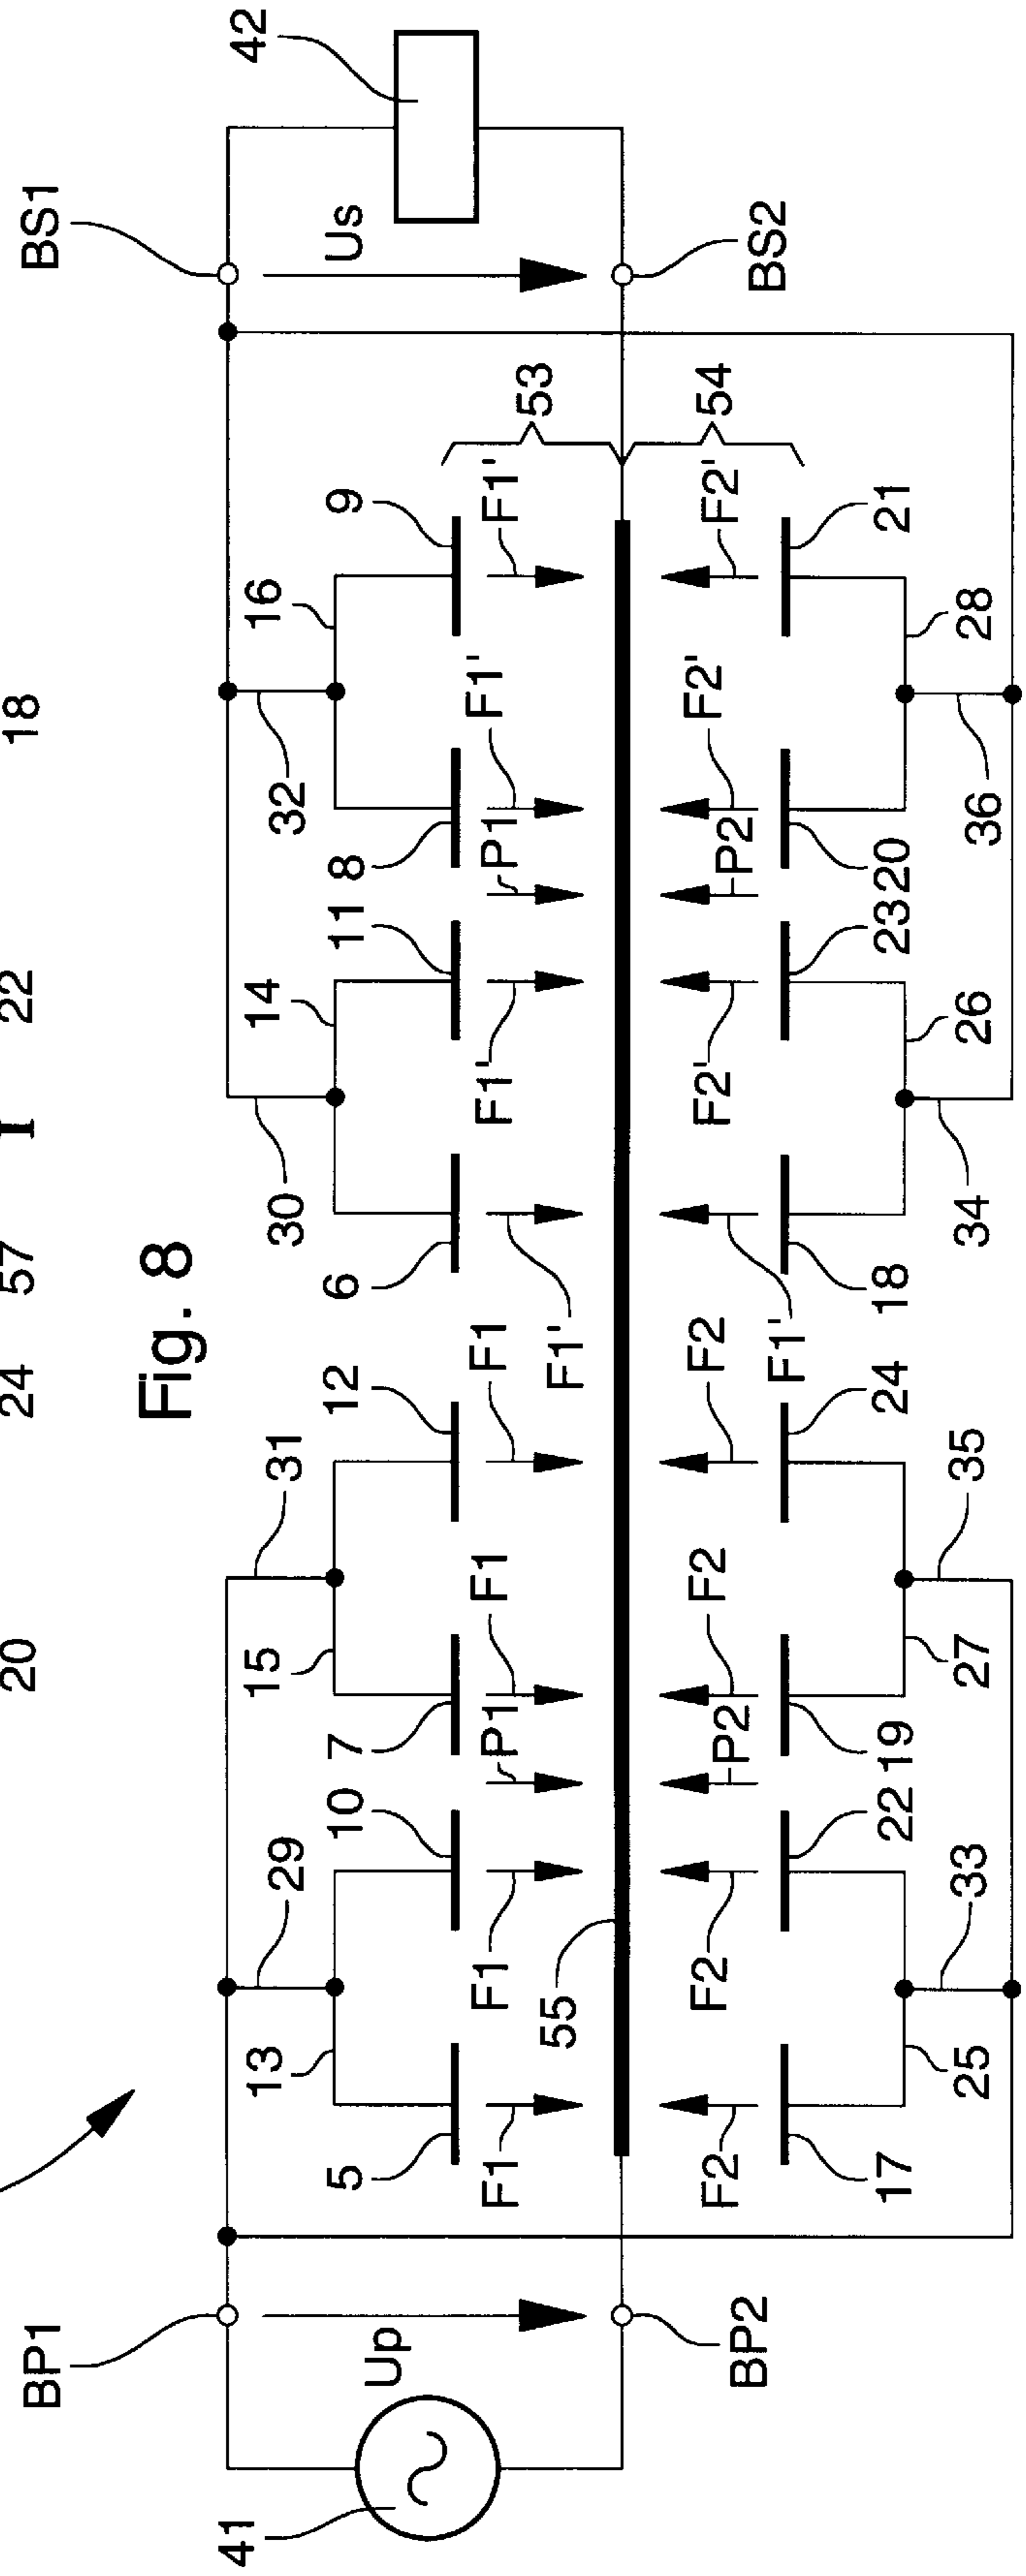 20 24 57 I 22 18
BP1 BS1
Fig. 8
41 42
13 29 15 31 30 14 32 16
5 10 7 12 6 11 8 9 Us
Up
F1 F1 P1 F1 F1 F1' P1 F1' F1' 53
55 F1'
F2 F2 P2 F2 F2 F2' P2 F2' F2' 54
BP2 F1' BS2
17 22 19 24 18 23 20 21
25 33 27 35 34 26 36 28